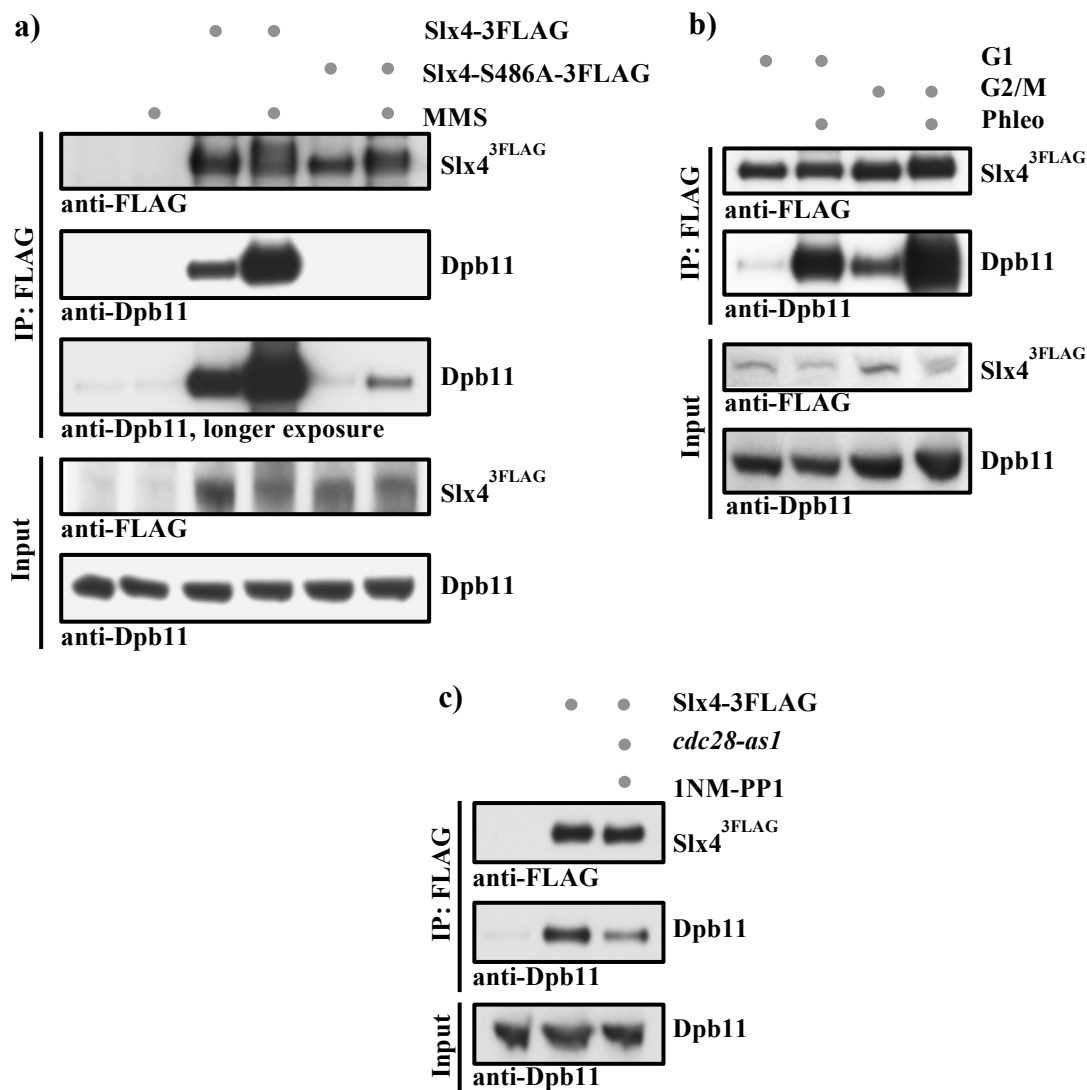 a)
Slx4-3FLAG
Slx4-S486A-3FLAG
MMS
IP: FLAG
Slx4 3FLAG
anti-FLAG
Dpb11
anti-Dpb11
Dpb11
anti-Dpb11, longer exposure
Input
Slx4 3FLAG
anti-FLAG
Dpb11
anti-Dpb11
b)
G1
G2/M
Phleo
IP: FLAG
Slx4 3FLAG
anti-FLAG
Dpb11
anti-Dpb11
Input
Slx4 3FLAG
anti-FLAG
Dpb11
anti-Dpb11
c)
Slx4-3FLAG
cdc28-as1
1NM-PP1
IP: FLAG
Slx4 3FLAG
anti-FLAG
Dpb11
anti-Dpb11
Input
Dpb11
anti-Dpb11